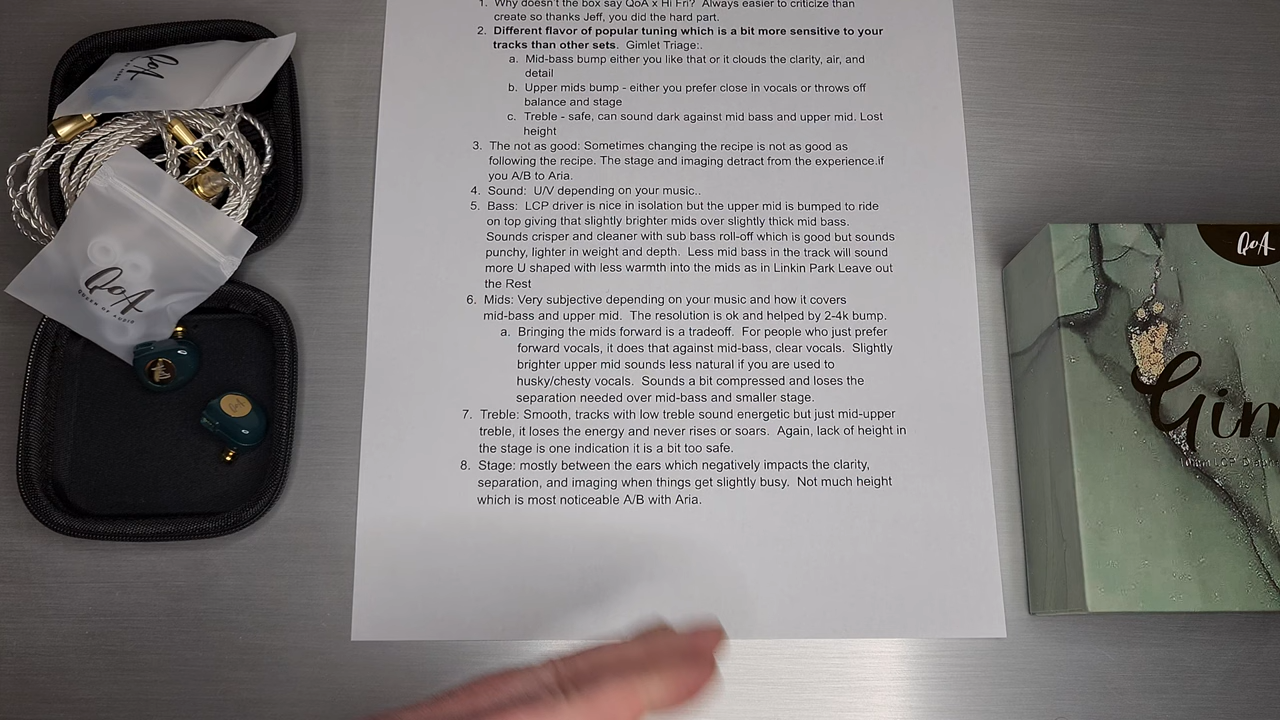 1. Why doesn't the box say QoA x Hi Fri? Always easier to criticize than
create so thanks Jeff, you did the hard part.
2. Different flavor of popular tuning which is a bit more sensitive to your
tracks than other sets. Gimlet Triage:.
a. Mid-bass bump either you like that or it clouds the clarity, air, and
detail
b. Upper mids bump - either you prefer close in vocals or throws off
balance and stage
c. Treble - safe, can sound dark against mid bass and upper mid. Lost
height
3. The not as good: Sometimes changing the recipe is not as good as
following the recipe. The stage and imaging detract from the experience.if
you A/B to Aria.
4. Sound: U/V depending on your music..
5. Bass: LCP driver is nice in isolation but the upper mid is bumped to ride
on top giving that slightly brighter mids over slightly thick mid bass.
Sounds crisper and cleaner with sub bass roll-off which is good but sounds
punchy, lighter in weight and depth. Less mid bass in the track will sound
more U shaped with less warmth into the mids as in Linkin Park Leave out
the Rest
6. Mids: Very subjective depending on your music and how it covers
mid-bass and upper mid. The resolution is ok and helped by 2-4k bump.
a. Bringing the mids forward is a tradeoff. For people who just prefer
forward vocals, it does that against mid-bass, clear vocals. Slightly
brighter upper mid sounds less natural if you are used to
husky/chesty vocals. Sounds a bit compressed and loses the
separation needed over mid-bass and smaller stage.
7. Treble: Smooth, tracks with low treble sound energetic but just mid-upper
treble, it loses the energy and never rises or soars. Again, lack of height in
the stage is one indication it is a bit too safe.
8. Stage: mostly between the ears which negatively impacts the clarity,
separation, and imaging when things get slightly busy. Not much height
which is most noticeable A/B with Aria.
QoA
QoA
QoA
Gim
LCP